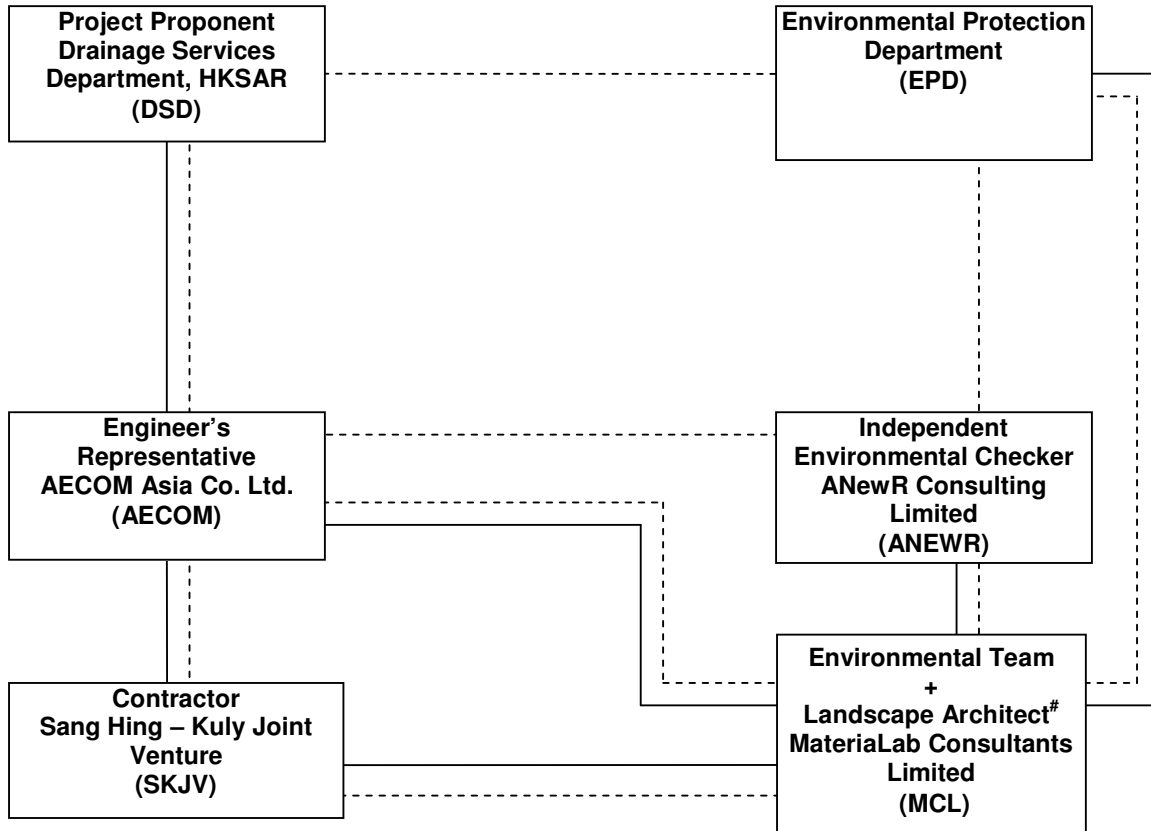 Project Proponent
Drainage Services
Department, HKSAR
(DSD)
Environmental Protection
Department
(EPD)
Engineer's
Representative
AECOM Asia Co. Ltd.
(AECOM)
Independent
Environmental Checker
ANewR Consulting
Limited
(ANEWR)
Contractor
Sang Hing – Kuly Joint
Venture
(SKJV)
Environmental Team
+
Landscape Architect#
MateriaLab Consultants
Limited
(MCL)